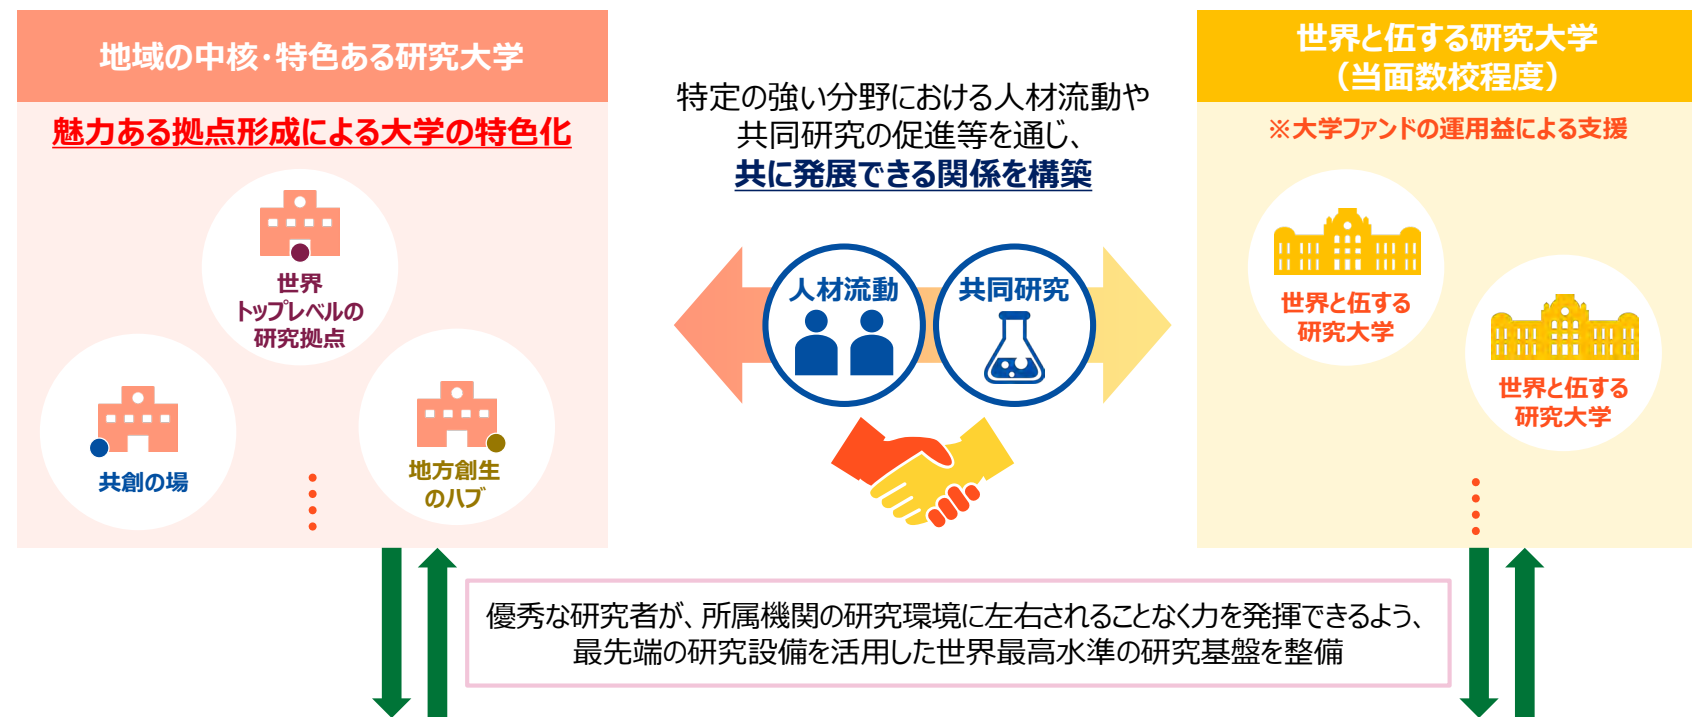 地域の中核・特色ある研究大学
魅力ある拠点形成による大学の特色化
世界
トップレベルの
研究拠点
共創の場
地方創生
のハブ
特定の強い分野における人材流動や
共同研究の促進等を通じ、
共に発展できる関係を構築
人材流動
共同研究
世界と伍する研究大学
（当面数校程度）
※大学ファンドの運用益による支援
世界と伍する
研究大学
世界と伍する
研究大学
優秀な研究者が、所属機関の研究環境に左右されることなく力を発揮できるよう、
最先端の研究設備を活用した世界最高水準の研究基盤を整備